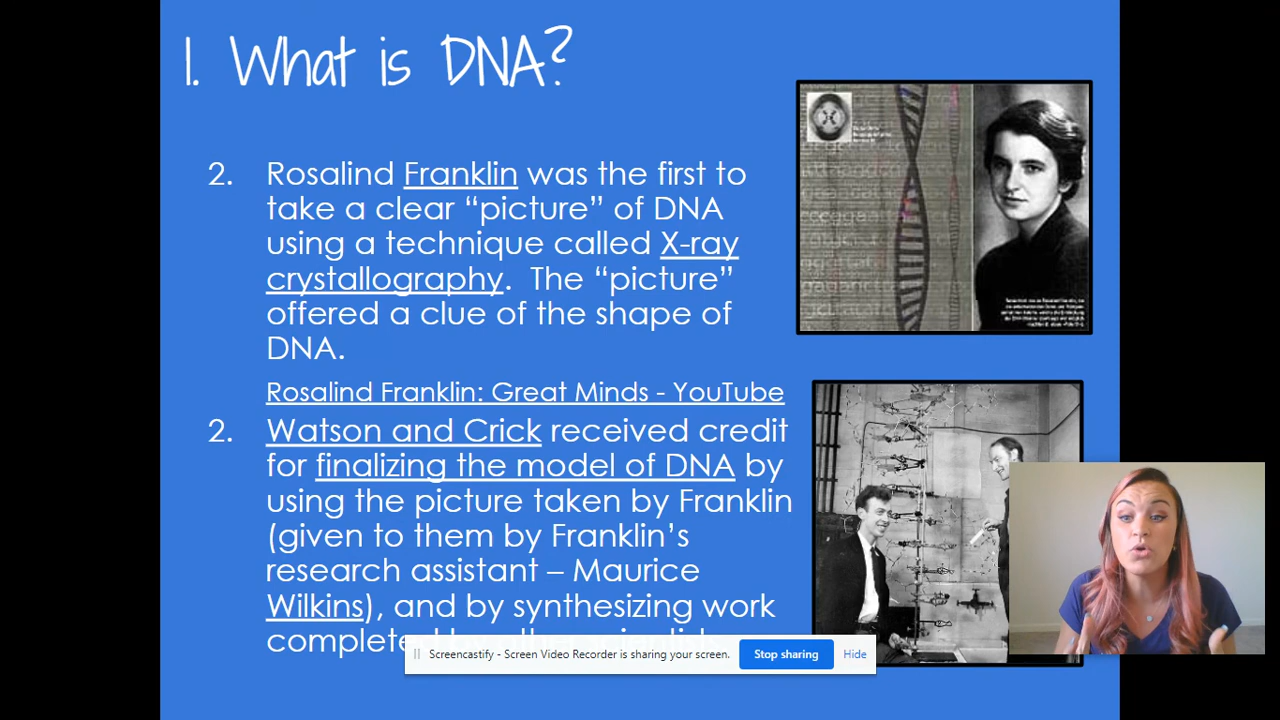 1. What is DNA?
2. Rosalind Franklin was the first to
take a clear “picture” of DNA
using a technique called X-ray
crystallography. The “picture”
offered a clue of the shape of
DNA.
Rosalind Franklin: Great Minds - YouTube
2. Watson and Crick received credit
for finalizing the model of DNA by
using the picture taken by Franklin
(given to them by Franklin’s
research assistant – Maurice
Wilkins), and by synthesizing work
Screencastify - Screen Video Recorder is sharing your screen.
Stop sharing
Hide